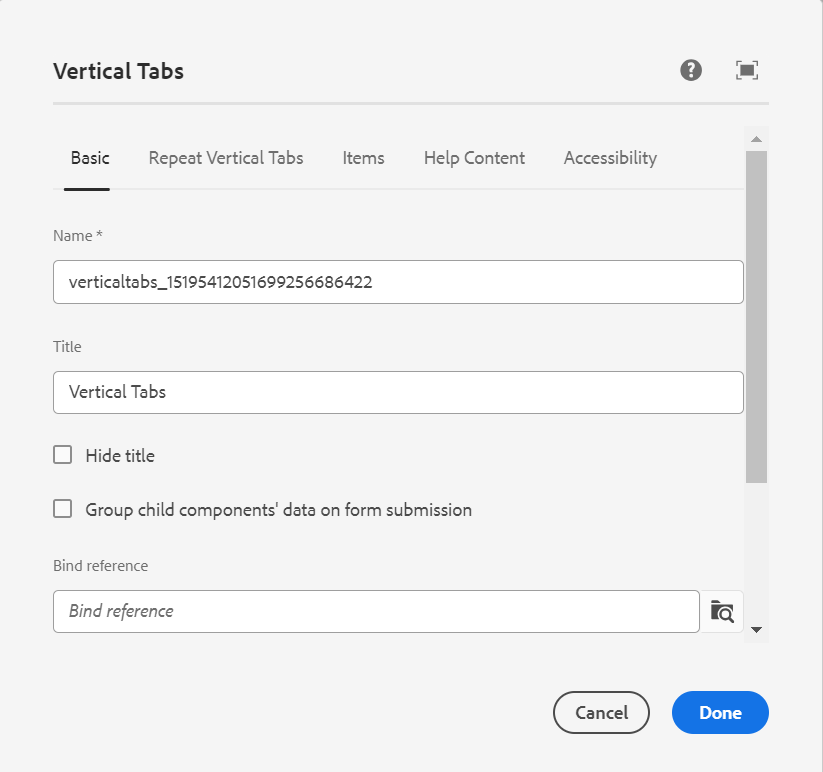 Vertical Tabs
Basic Repeat Vertical Tabs Items Help Content Accessibility
Name *
verticaltabs_15195412051699256686422
Title
Vertical Tabs
Hide title
Group child components' data on form submission
Bind reference
Bind reference
Cancel Done